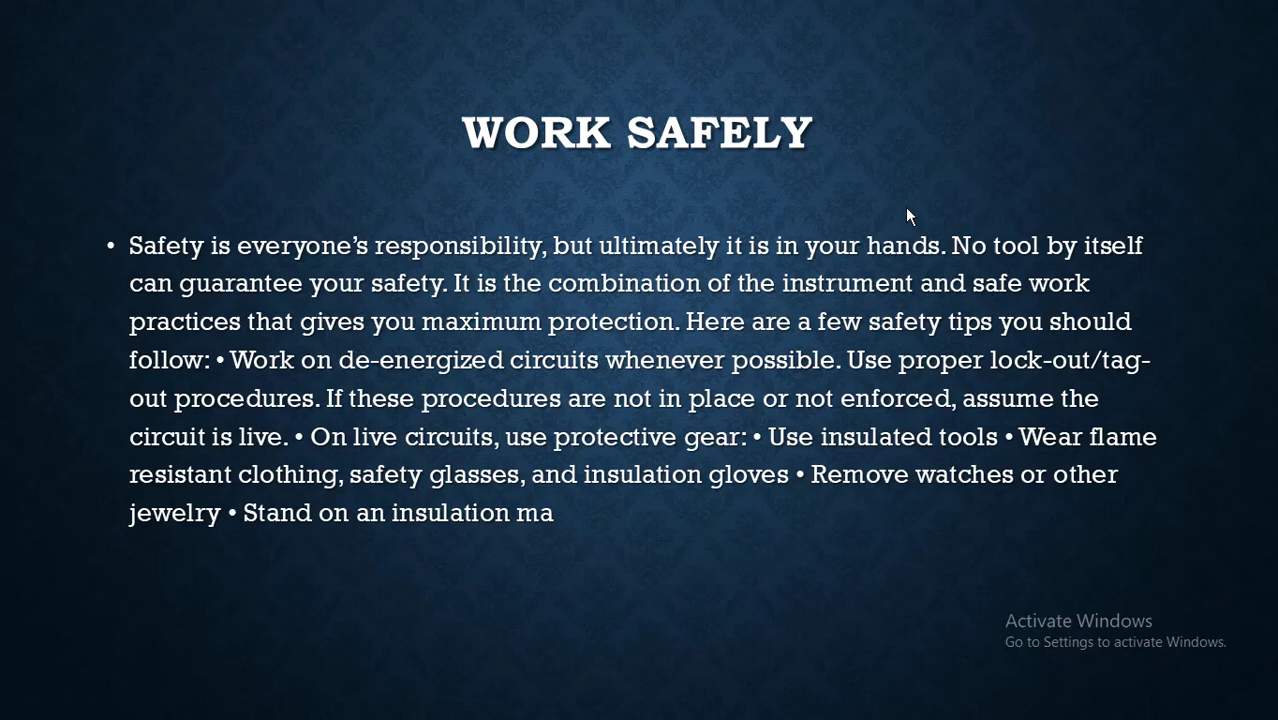 WORK SAFELY
• Safety is everyone’s responsibility, but ultimately it is in your hands. No tool by itself
can guarantee your safety. It is the combination of the instrument and safe work
practices that gives you maximum protection. Here are a few safety tips you should
follow: • Work on de-energized circuits whenever possible. Use proper lock-out/tag-
out procedures. If these procedures are not in place or not enforced, assume the
circuit is live. • On live circuits, use protective gear: • Use insulated tools • Wear flame
resistant clothing, safety glasses, and insulation gloves • Remove watches or other
jewelry • Stand on an insulation ma
Activate Windows
Go to Settings to activate Windows.